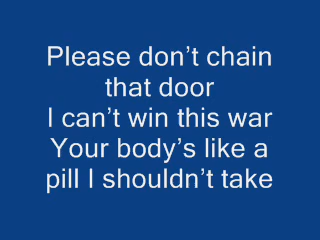 Please don’t chain
that door
I can’t win this war
Your body’s like a
pill I shouldn’t take